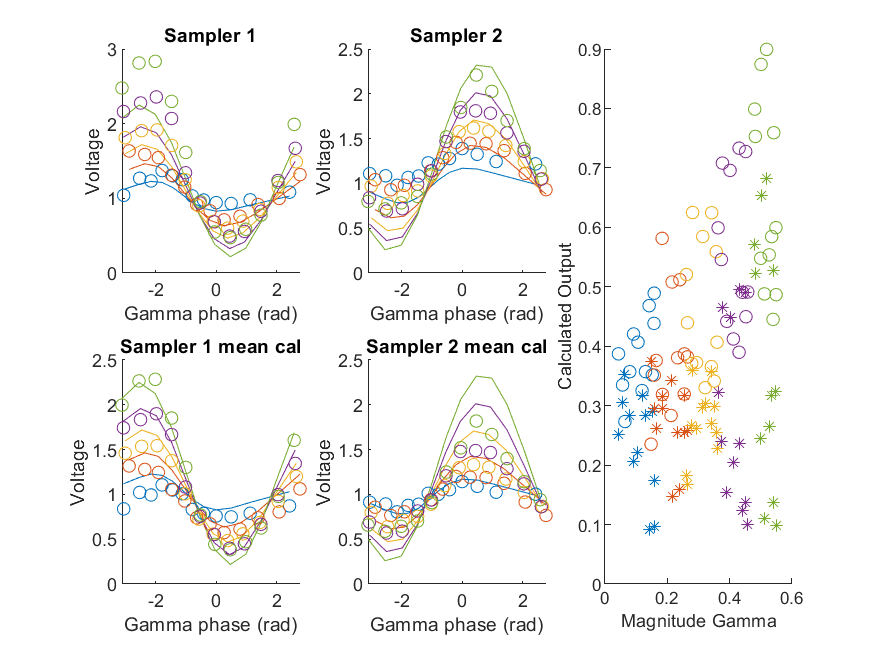 Sampler 1
3
2
1
0
Voltage
-2 0 2
Gamma phase (rad)
Sampler 2
2.5
2
1.5
1
0.5
0
Voltage
-2 0 2
Gamma phase (rad)
Sampler 1 mean cal
2.5
2
1.5
1
0.5
0
Voltage
-2 0 2
Gamma phase (rad)
Sampler 2 mean cal
2.5
2
1.5
1
0.5
0
Voltage
-2 0 2
Gamma phase (rad)
0.9
0.8
0.7
0.6
0.5
0.4
0.3
0.2
0.1
0
Calculated Output
0 0.2 0.4 0.6
Magnitude Gamma